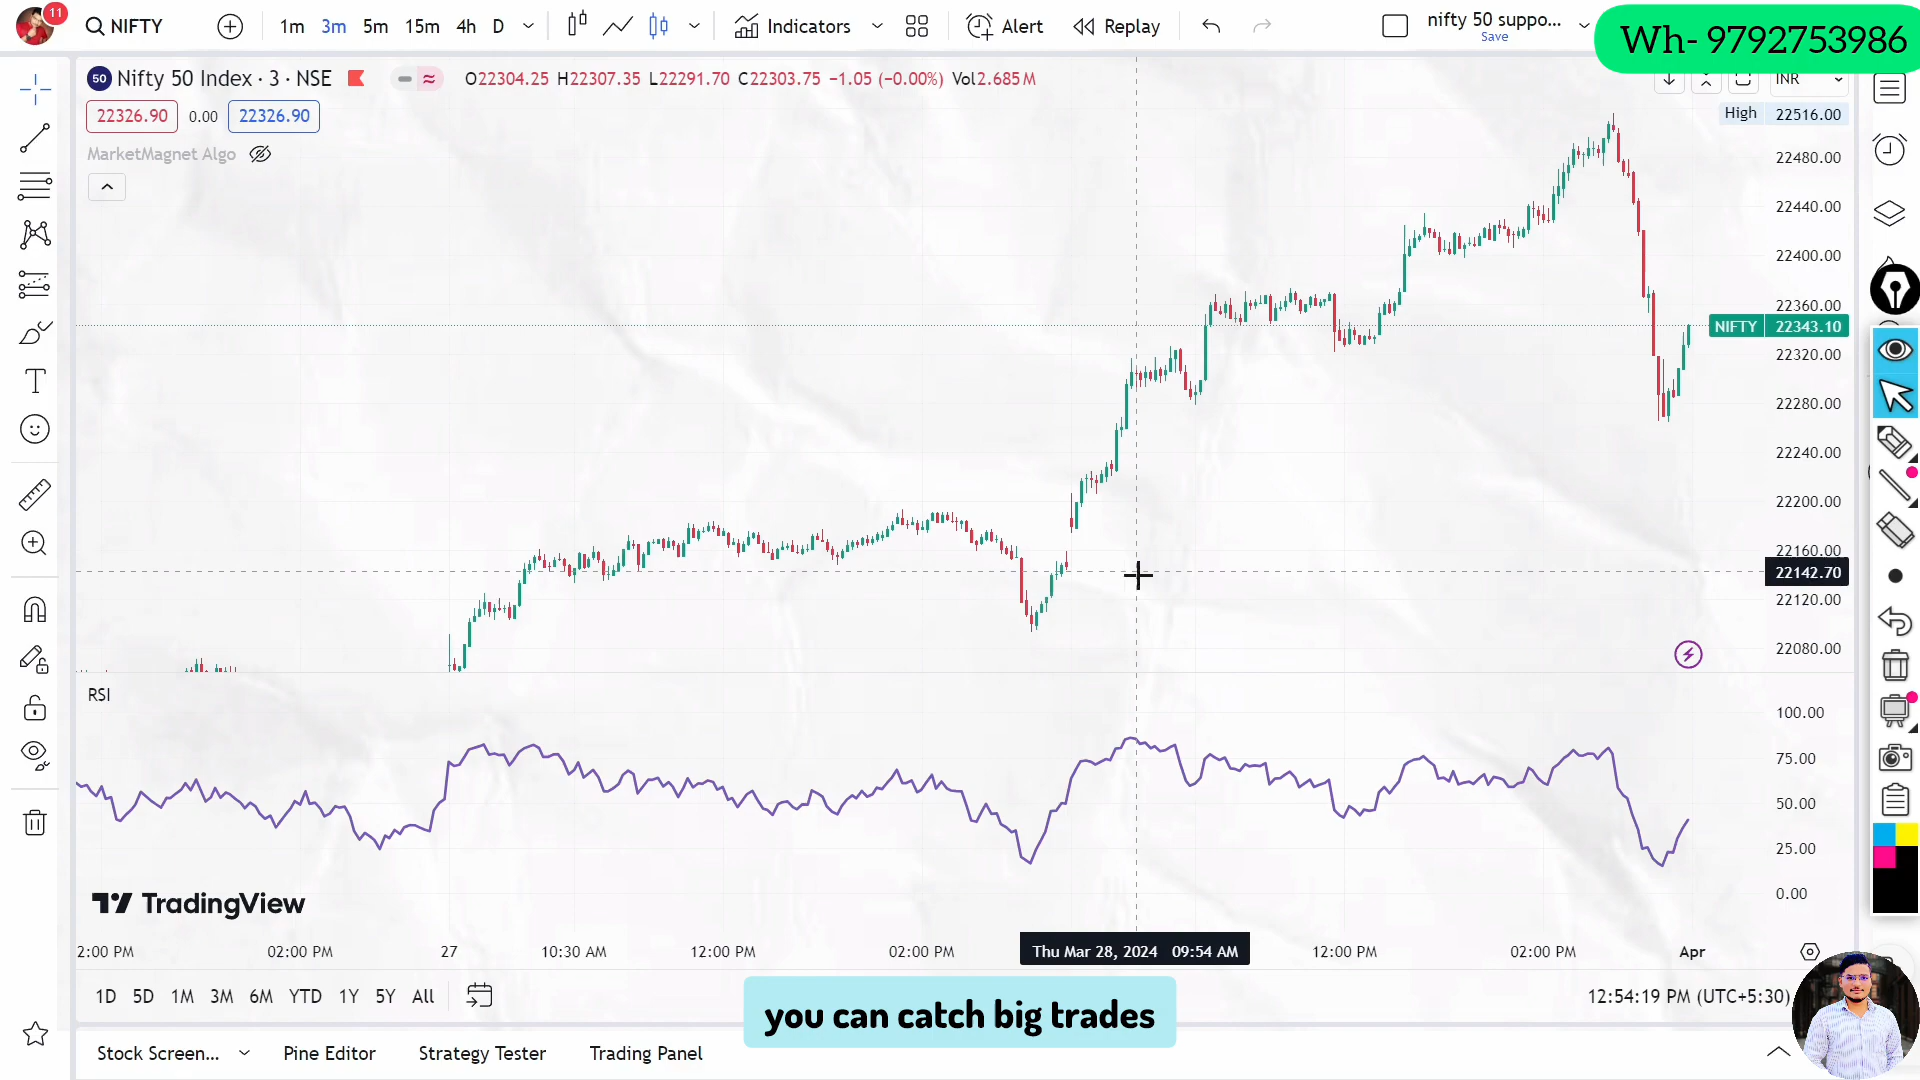 11
NIFTY
1m 3m 5m 15m 4h D
Indicators
Alert
Replay
nifty 50 suppo...
Save
Wh- 9792753986
50 Nifty 50 Index · 3 · NSE
O22304.25 H22307.35 L22291.70 C22303.75 −1.05 (−0.00%) Vol2.685 M
INR
22326.90 0.00 22326.90
MarketMagnet Algo
High 22516.00
22480.00
22440.00
22400.00
22360.00
NIFTY 22343.10
22320.00
22280.00
22240.00
22200.00
22160.00
22142.70
22120.00
22080.00
RSI
100.00
75.00
50.00
25.00
0.00
TradingView
2:00 PM 02:00 PM 27 10:30 AM 12:00 PM 02:00 PM Thu Mar 28, 2024 09:54 AM 12:00 PM 02:00 PM Apr
1D 5D 1M 3M 6M YTD 1Y 5Y All
12:54:19 PM (UTC+5:30)
you can catch big trades
Stock Screen... Pine Editor Strategy Tester Trading Panel